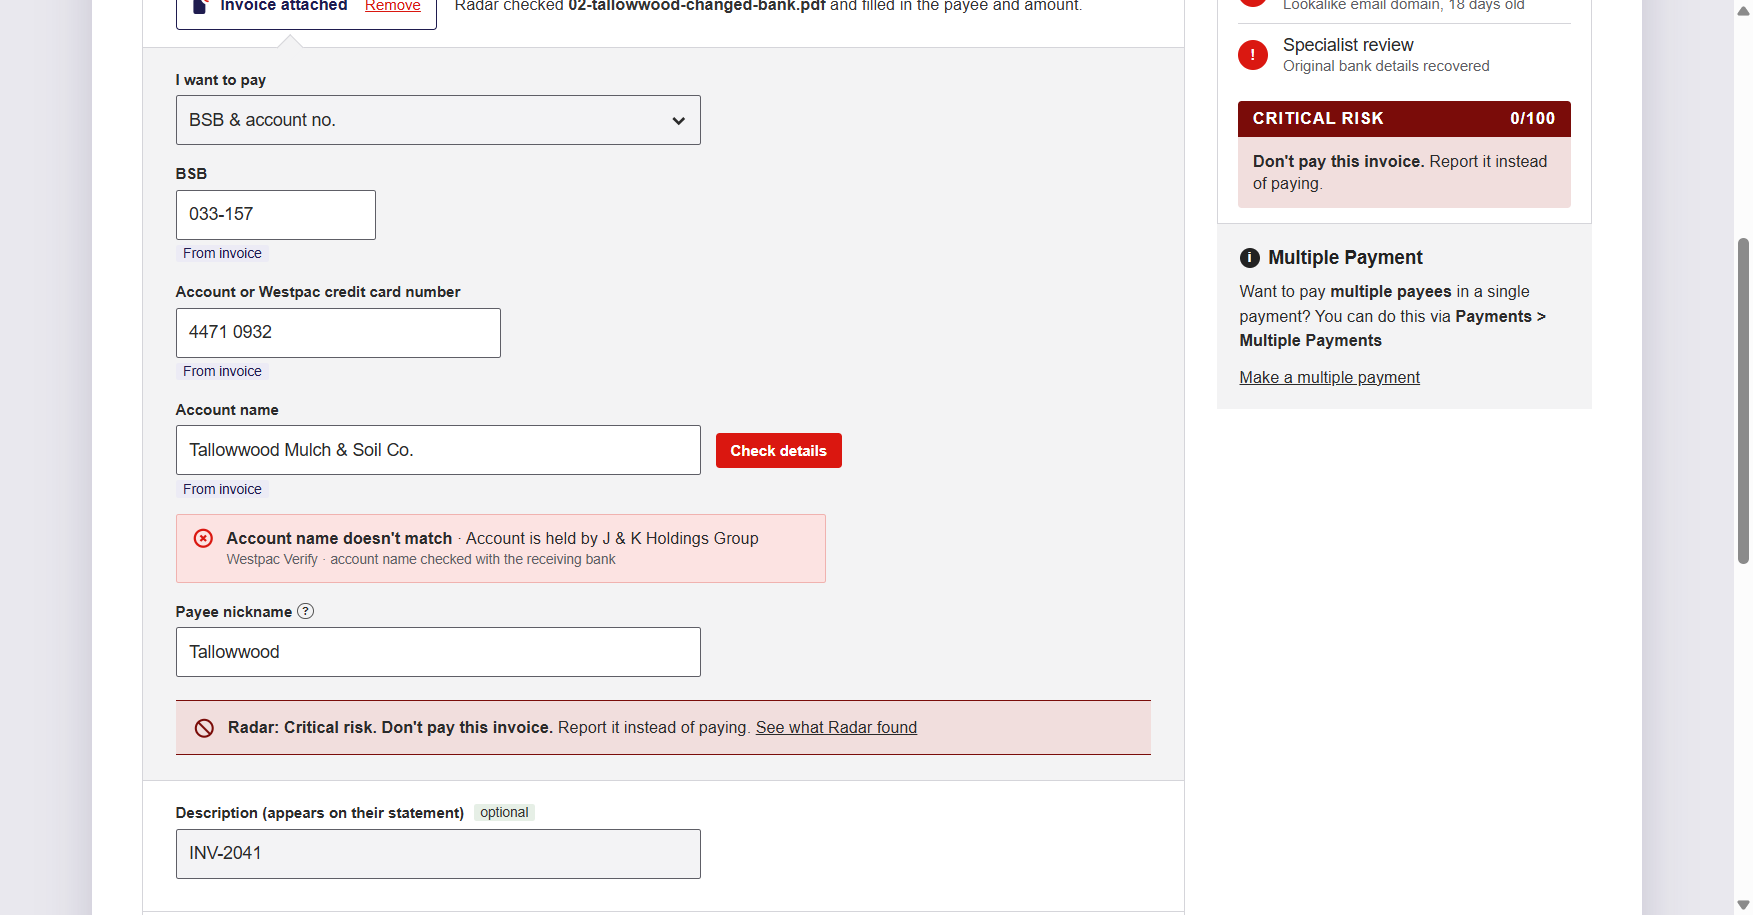 Invoice attached Remove
Radar checked 02-tallowwood-changed-bank.pdf and filled in the payee and amount.
I want to pay
BSB & account no.
BSB
033-157
From invoice
Account or Westpac credit card number
4471 0932
From invoice
Account name
Tallowwood Mulch & Soil Co.
Check details
From invoice
Account name doesn't match · Account is held by J & K Holdings Group
Westpac Verify · account name checked with the receiving bank
Payee nickname ?
Tallowwood
Radar: Critical risk. Don't pay this invoice. Report it instead of paying. See what Radar found
Description (appears on their statement) optional
INV-2041
Lookalike email domain, 18 days old
! Specialist review
Original bank details recovered
CRITICAL RISK 0/100
Don't pay this invoice. Report it instead
of paying.
i Multiple Payment
Want to pay multiple payees in a single
payment? You can do this via Payments >
Multiple Payments
Make a multiple payment